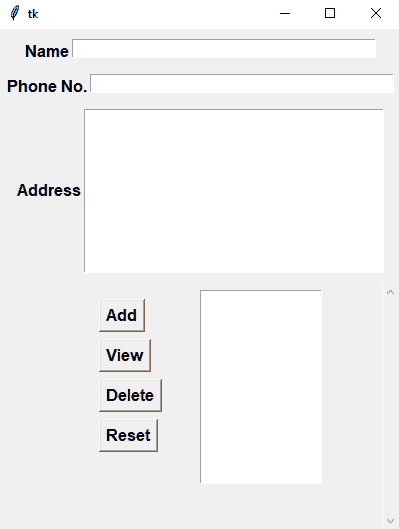 tk
Name
Phone No.
Address
Add
View
Delete
Reset